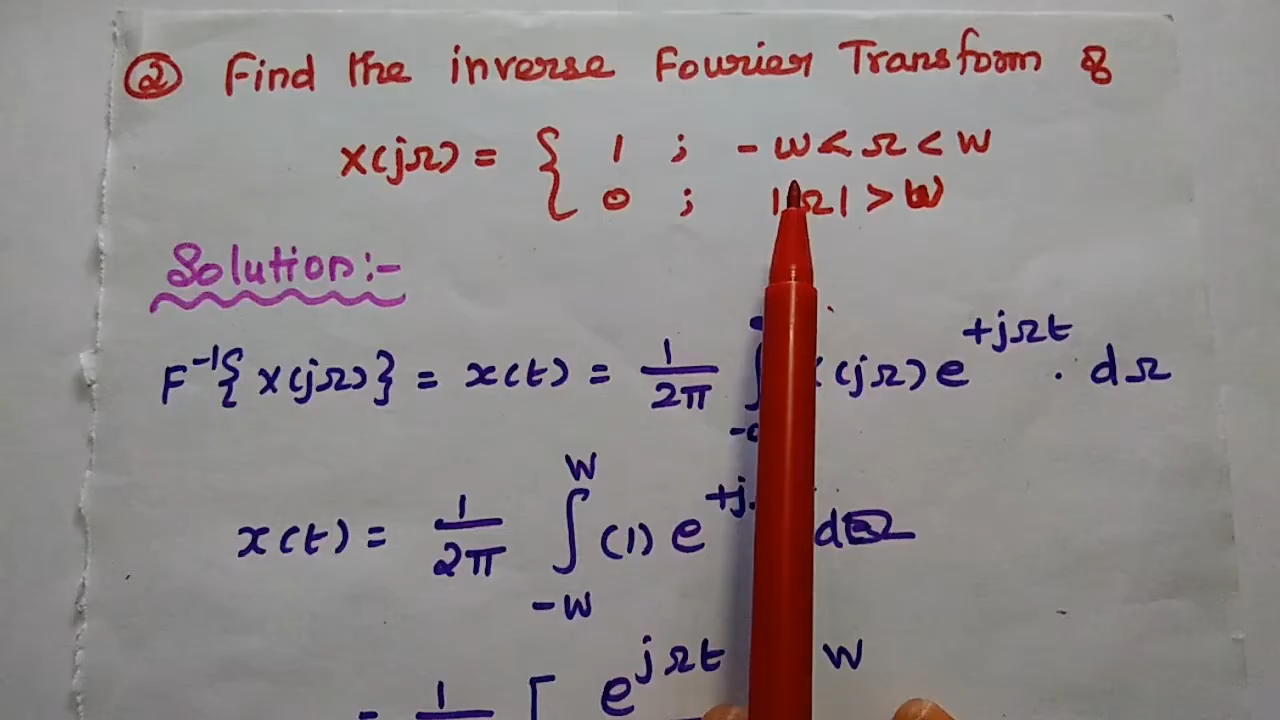 ② Find the inverse Fourier Transform of
X(jΩ) = { 1 ; -W < Ω < W
0 ; |Ω| > W
Solution:-
F⁻¹{X(jΩ)} = x(t) = 1/2π ∫ (jΩ) e^+jΩt . dΩ
x(t) = 1/2π ∫_-W^W (1) e^+j d
= 1 [ e^jΩt W